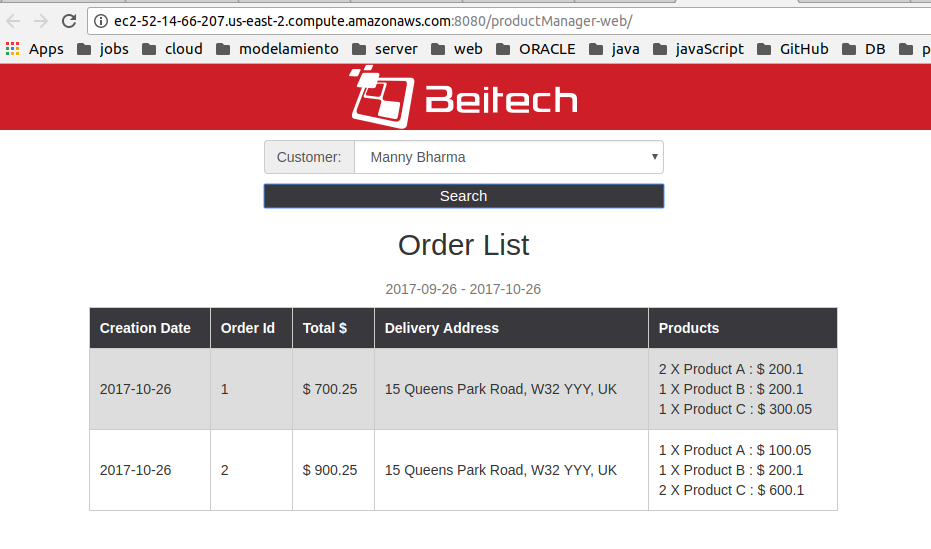 ec2-52-14-66-207.us-east-2.compute.amazonaws.com:8080/productManager-web/
Apps jobs cloud modelamiento server web ORACLE java javaScript GitHub DB
Beitech
Customer: Manny Bharma
Search
Order List
2017-09-26 - 2017-10-26
Creation Date Order Id Total $ Delivery Address Products
2017-10-26 1 $ 700.25 15 Queens Park Road, W32 YYY, UK
2 X Product A : $ 200.1
1 X Product B : $ 200.1
1 X Product C : $ 300.05
2017-10-26 2 $ 900.25 15 Queens Park Road, W32 YYY, UK
1 X Product A : $ 100.05
1 X Product B : $ 200.1
2 X Product C : $ 600.1